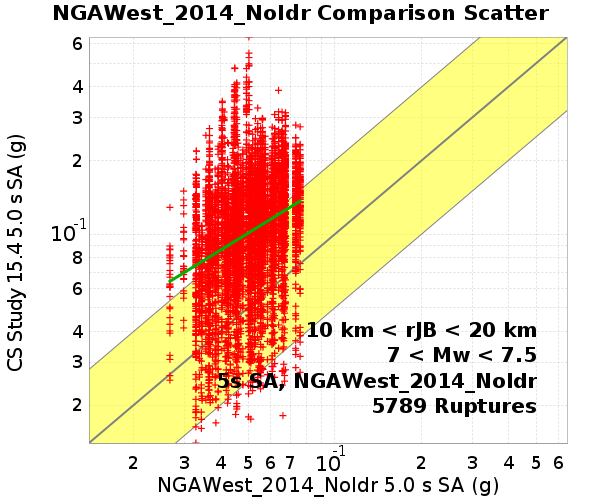 NGAWest_2014_NoIdr Comparison Scatter
CS Study 15.4 5.0 s SA (g)
6
4
3
2
10-1
8
6
4
3
2
10 km < rJB < 20 km
7 < Mw < 7.5
5s SA, NGAWest_2014_NoIdr
5789 Ruptures
2 3 4 5 6 7 10-1 2 3 4 5 6
NGAWest_2014_NoIdr 5.0 s SA (g)